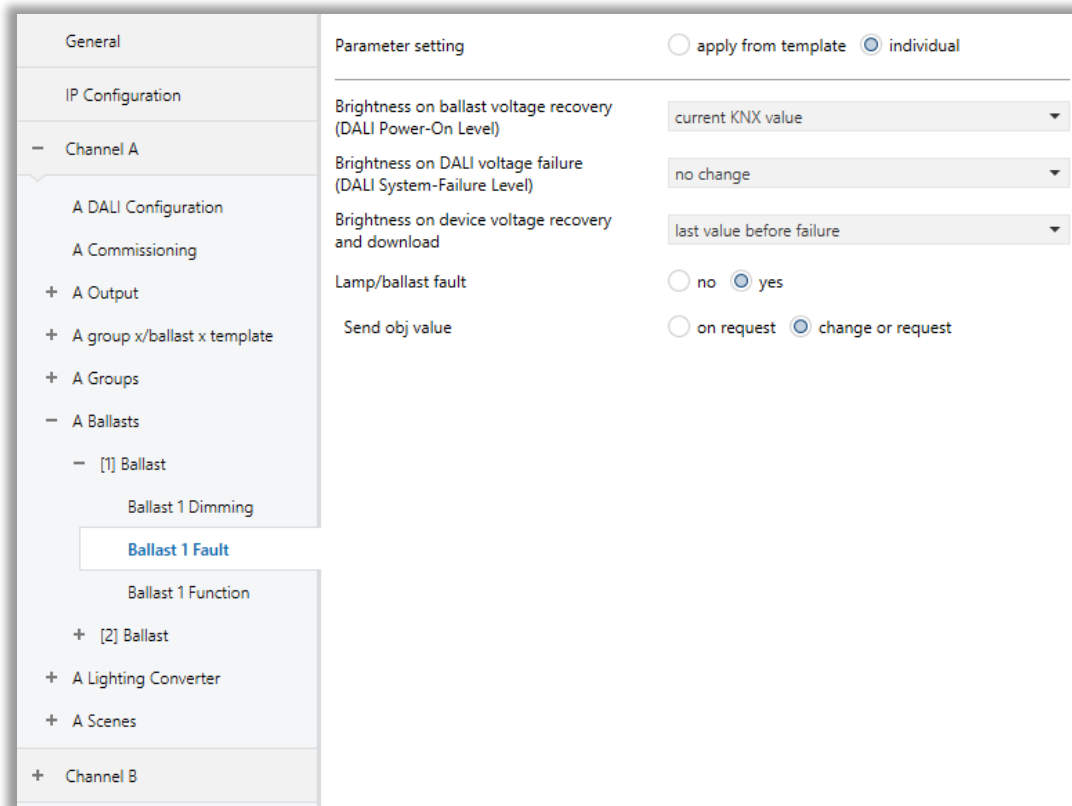 General
IP Configuration
Channel A
A DALI Configuration
A Commissioning
A Output
A group x/ballast x template
A Groups
A Ballasts
[1] Ballast
Ballast 1 Dimming
Ballast 1 Fault
Ballast 1 Function
[2] Ballast
A Lighting Converter
A Scenes
Channel B
Parameter setting
apply from template
individual
Brightness on ballast voltage recovery
(DALI Power-On Level)
current KNX value
Brightness on DALI voltage failure
(DALI System-Failure Level)
no change
Brightness on device voltage recovery
and download
last value before failure
Lamp/ballast fault
no
yes
Send obj value
on request
change or request